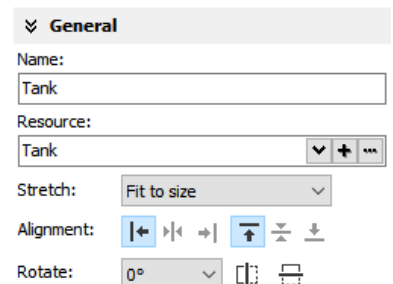 General
Name:
Tank
Resource:
Tank
Stretch: Fit to size
Alignment:
Rotate: 0°